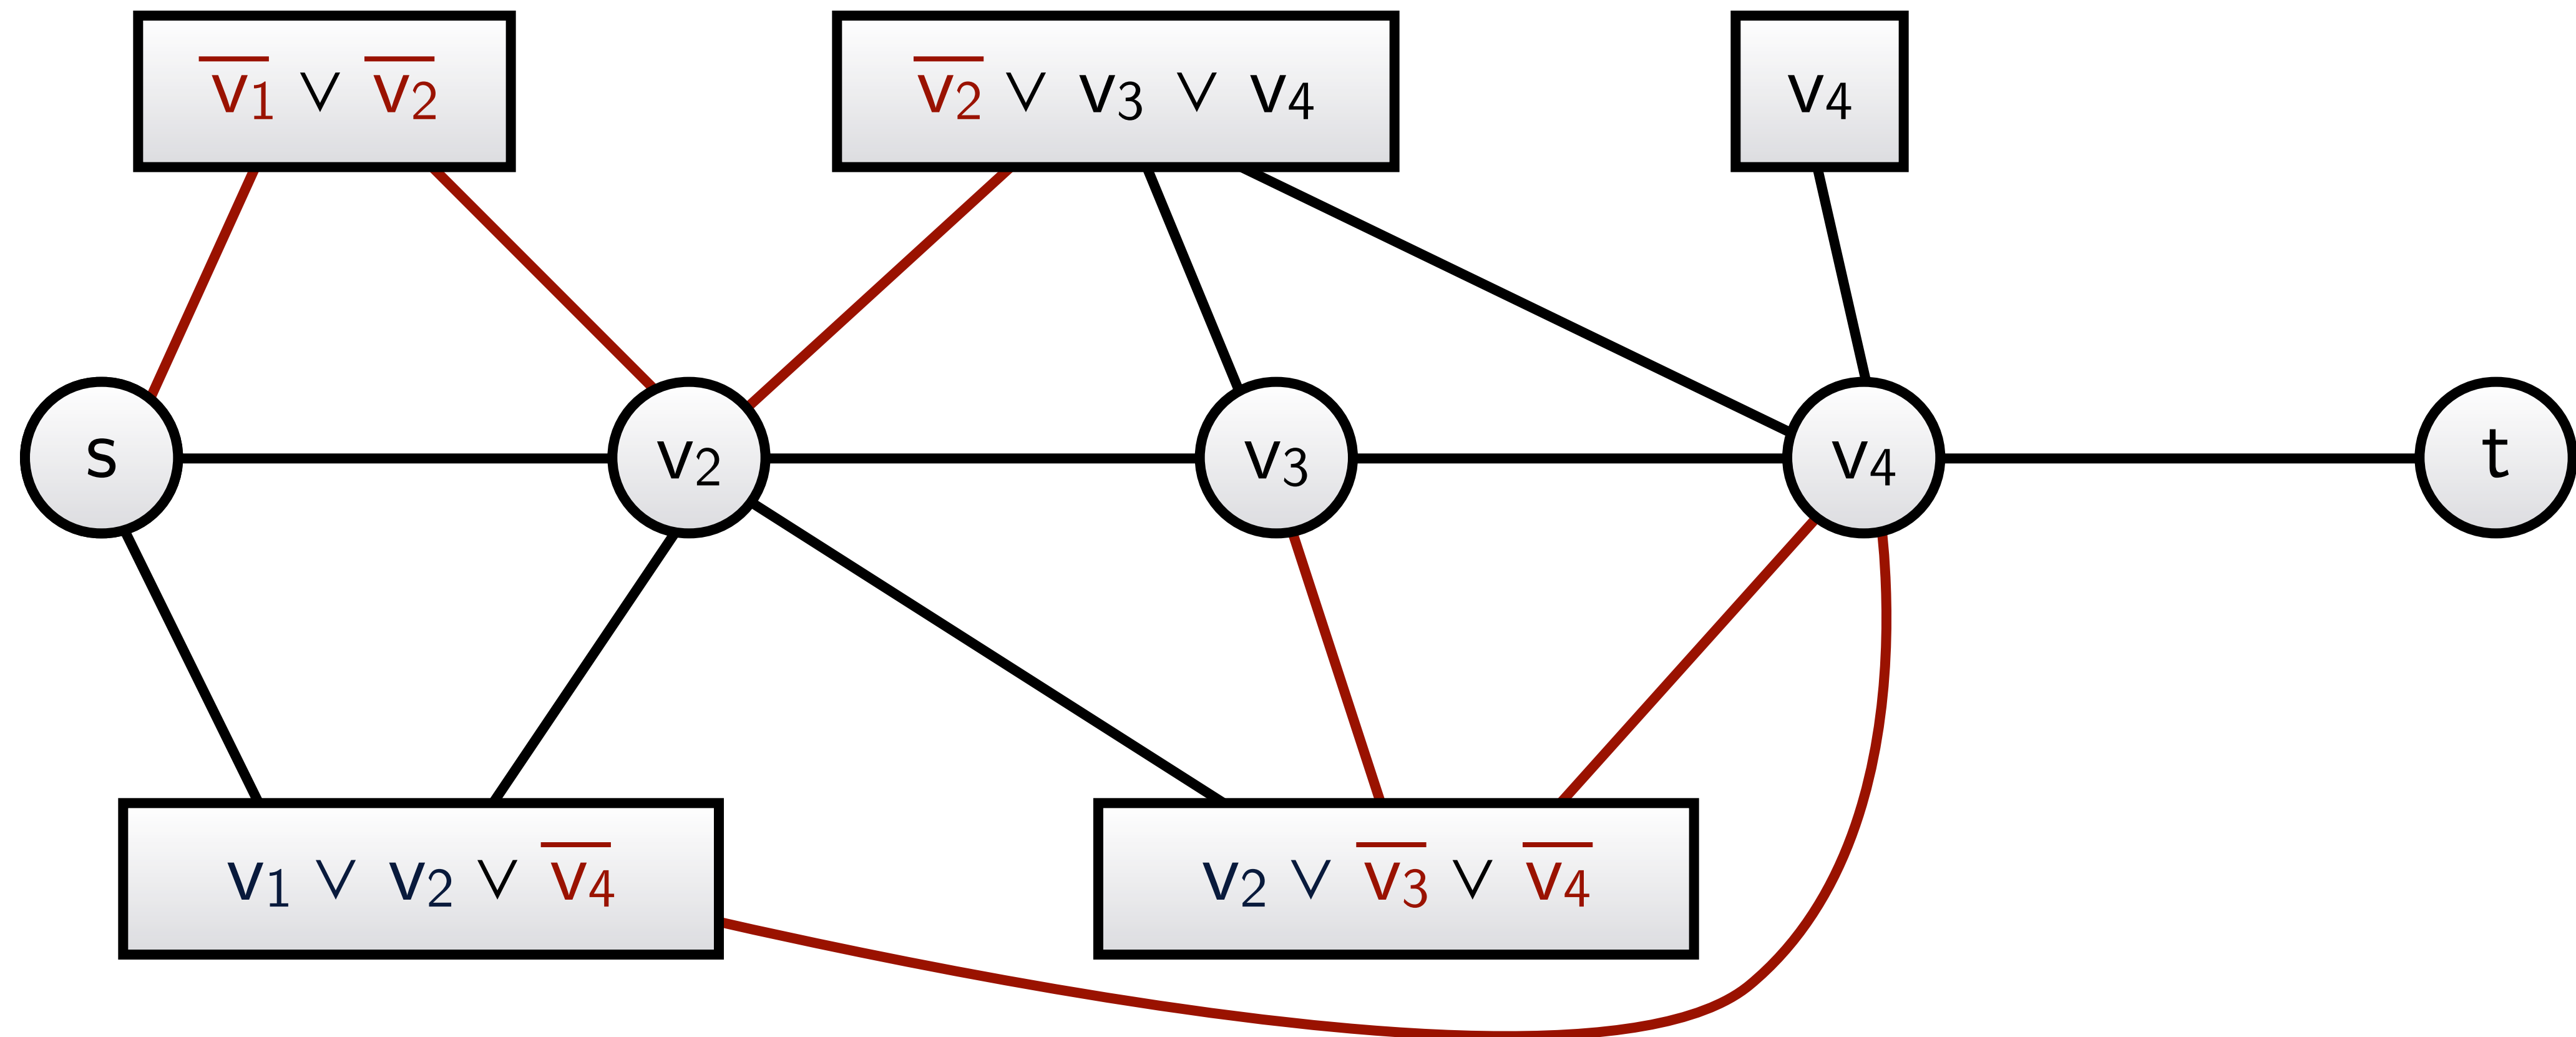 v̅₁ ∨ v̅₂
v̅₂ ∨ v₃ ∨ v₄
v₄
s
v₂
v₃
v₄
t
v₁ ∨ v₂ ∨ v̅₄
v₂ ∨ v̅₃ ∨ v̅₄